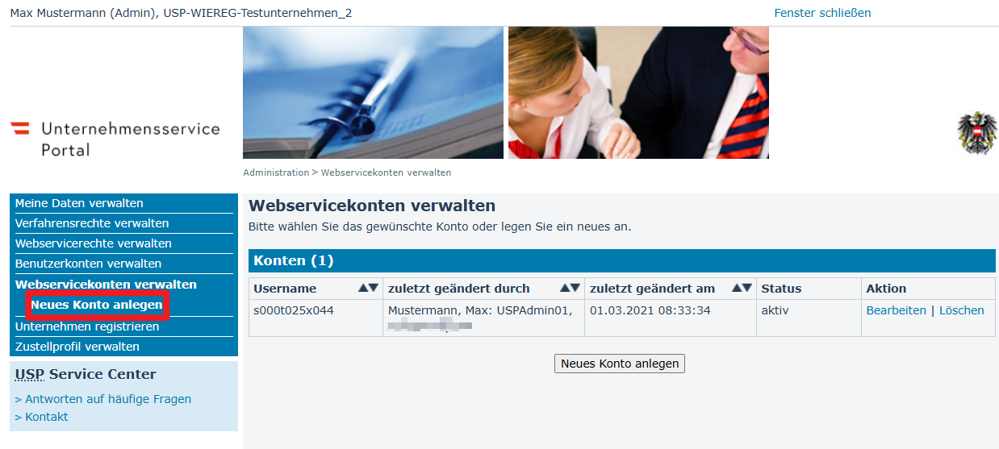 Max Mustermann (Admin), USP-WIEREG-Testunternehmen_2 Fenster schließen
Unternehmensservice
Portal
Administration > Webservicekonten verwalten
Meine Daten verwalten
Verfahrensrechte verwalten
Webservicerechte verwalten
Benutzerkonten verwalten
Webservicekonten verwalten
Neues Konto anlegen
Unternehmen registrieren
Zustellprofil verwalten
USP Service Center
> Antworten auf häufige Fragen
> Kontakt
Webservicekonten verwalten
Bitte wählen Sie das gewünschte Konto oder legen Sie ein neues an.
Konten (1)
Username ▲▼ zuletzt geändert durch ▲▼ zuletzt geändert am ▲▼ Status Aktion
s000t025x044 Mustermann, Max: USPAdmin01, 01.03.2021 08:33:34 aktiv Bearbeiten | Löschen
Neues Konto anlegen